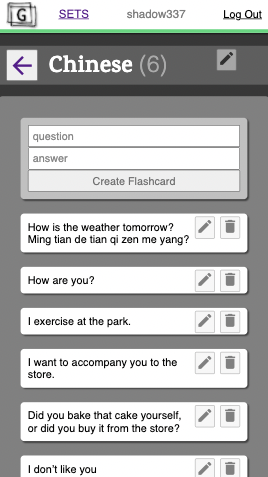 G SETS shadow337 Log Out
Chinese (6)
question
answer
Create Flashcard
How is the weather tomorrow?
Ming tian de tian qi zen me yang?
How are you?
I exercise at the park.
I want to accompany you to the
store.
Did you bake that cake yourself,
or did you buy it from the store?
I don't like you